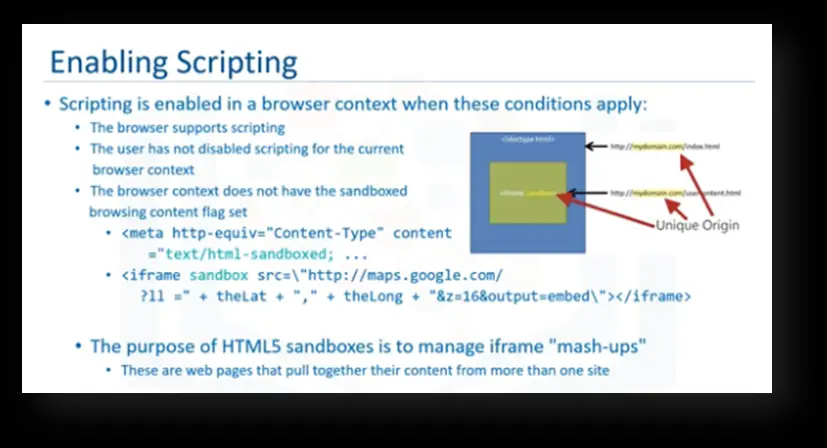 Enabling Scripting
• Scripting is enabled in a browser context when these conditions apply:
• The browser supports scripting
• The user has not disabled scripting for the current
browser context
• The browser context does not have the sandboxed
browsing content flag set
• <meta http-equiv="Content-Type" content
="text/html-sandboxed; ...
• <iframe sandbox src=\"http://maps.google.com/
?ll =" + theLat + "," + theLong + "&z=16&output=embed\"></iframe>
<!doctype html>
http://mydomain.com/index.html
<iframe sandbox>
http://mydomain.com/usercontent.html
Unique Origin
• The purpose of HTML5 sandboxes is to manage iframe "mash-ups"
• These are web pages that pull together their content from more than one site